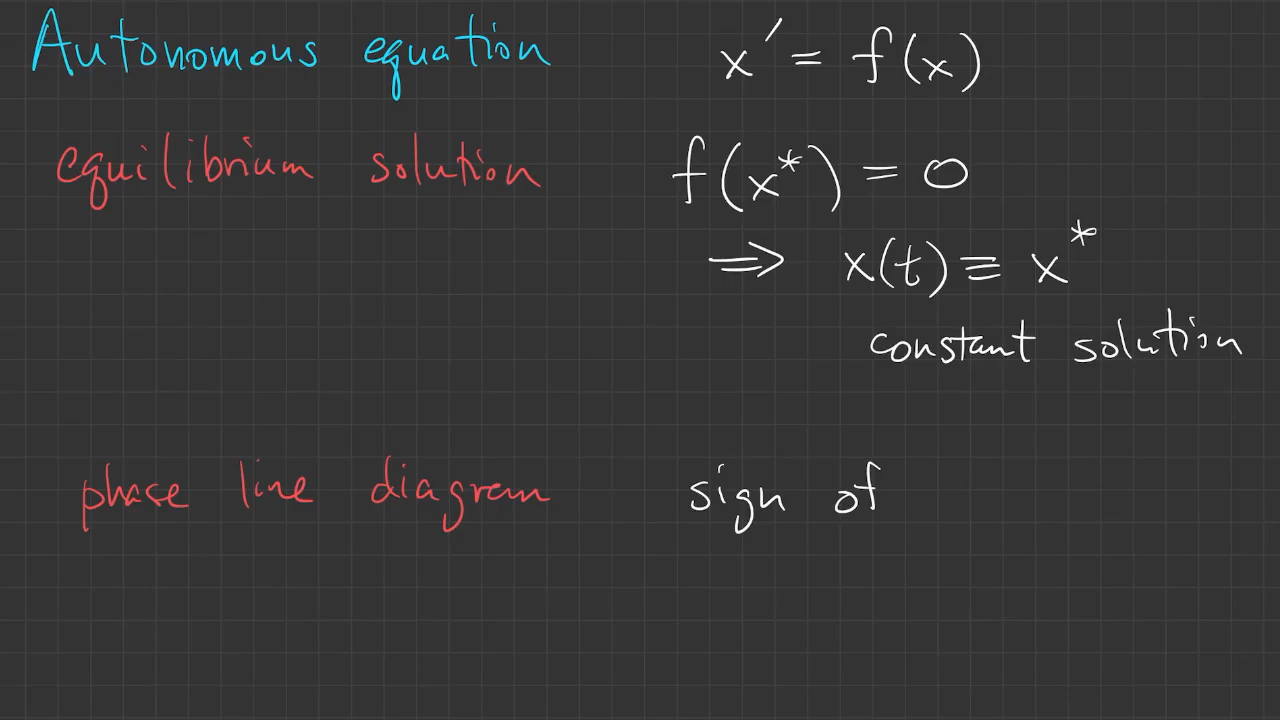 Autonomous equation x' = f(x)
equilibrium solution f(x*) = 0
⇒ x(t) ≡ x*
constant solution
phase line diagram sign of